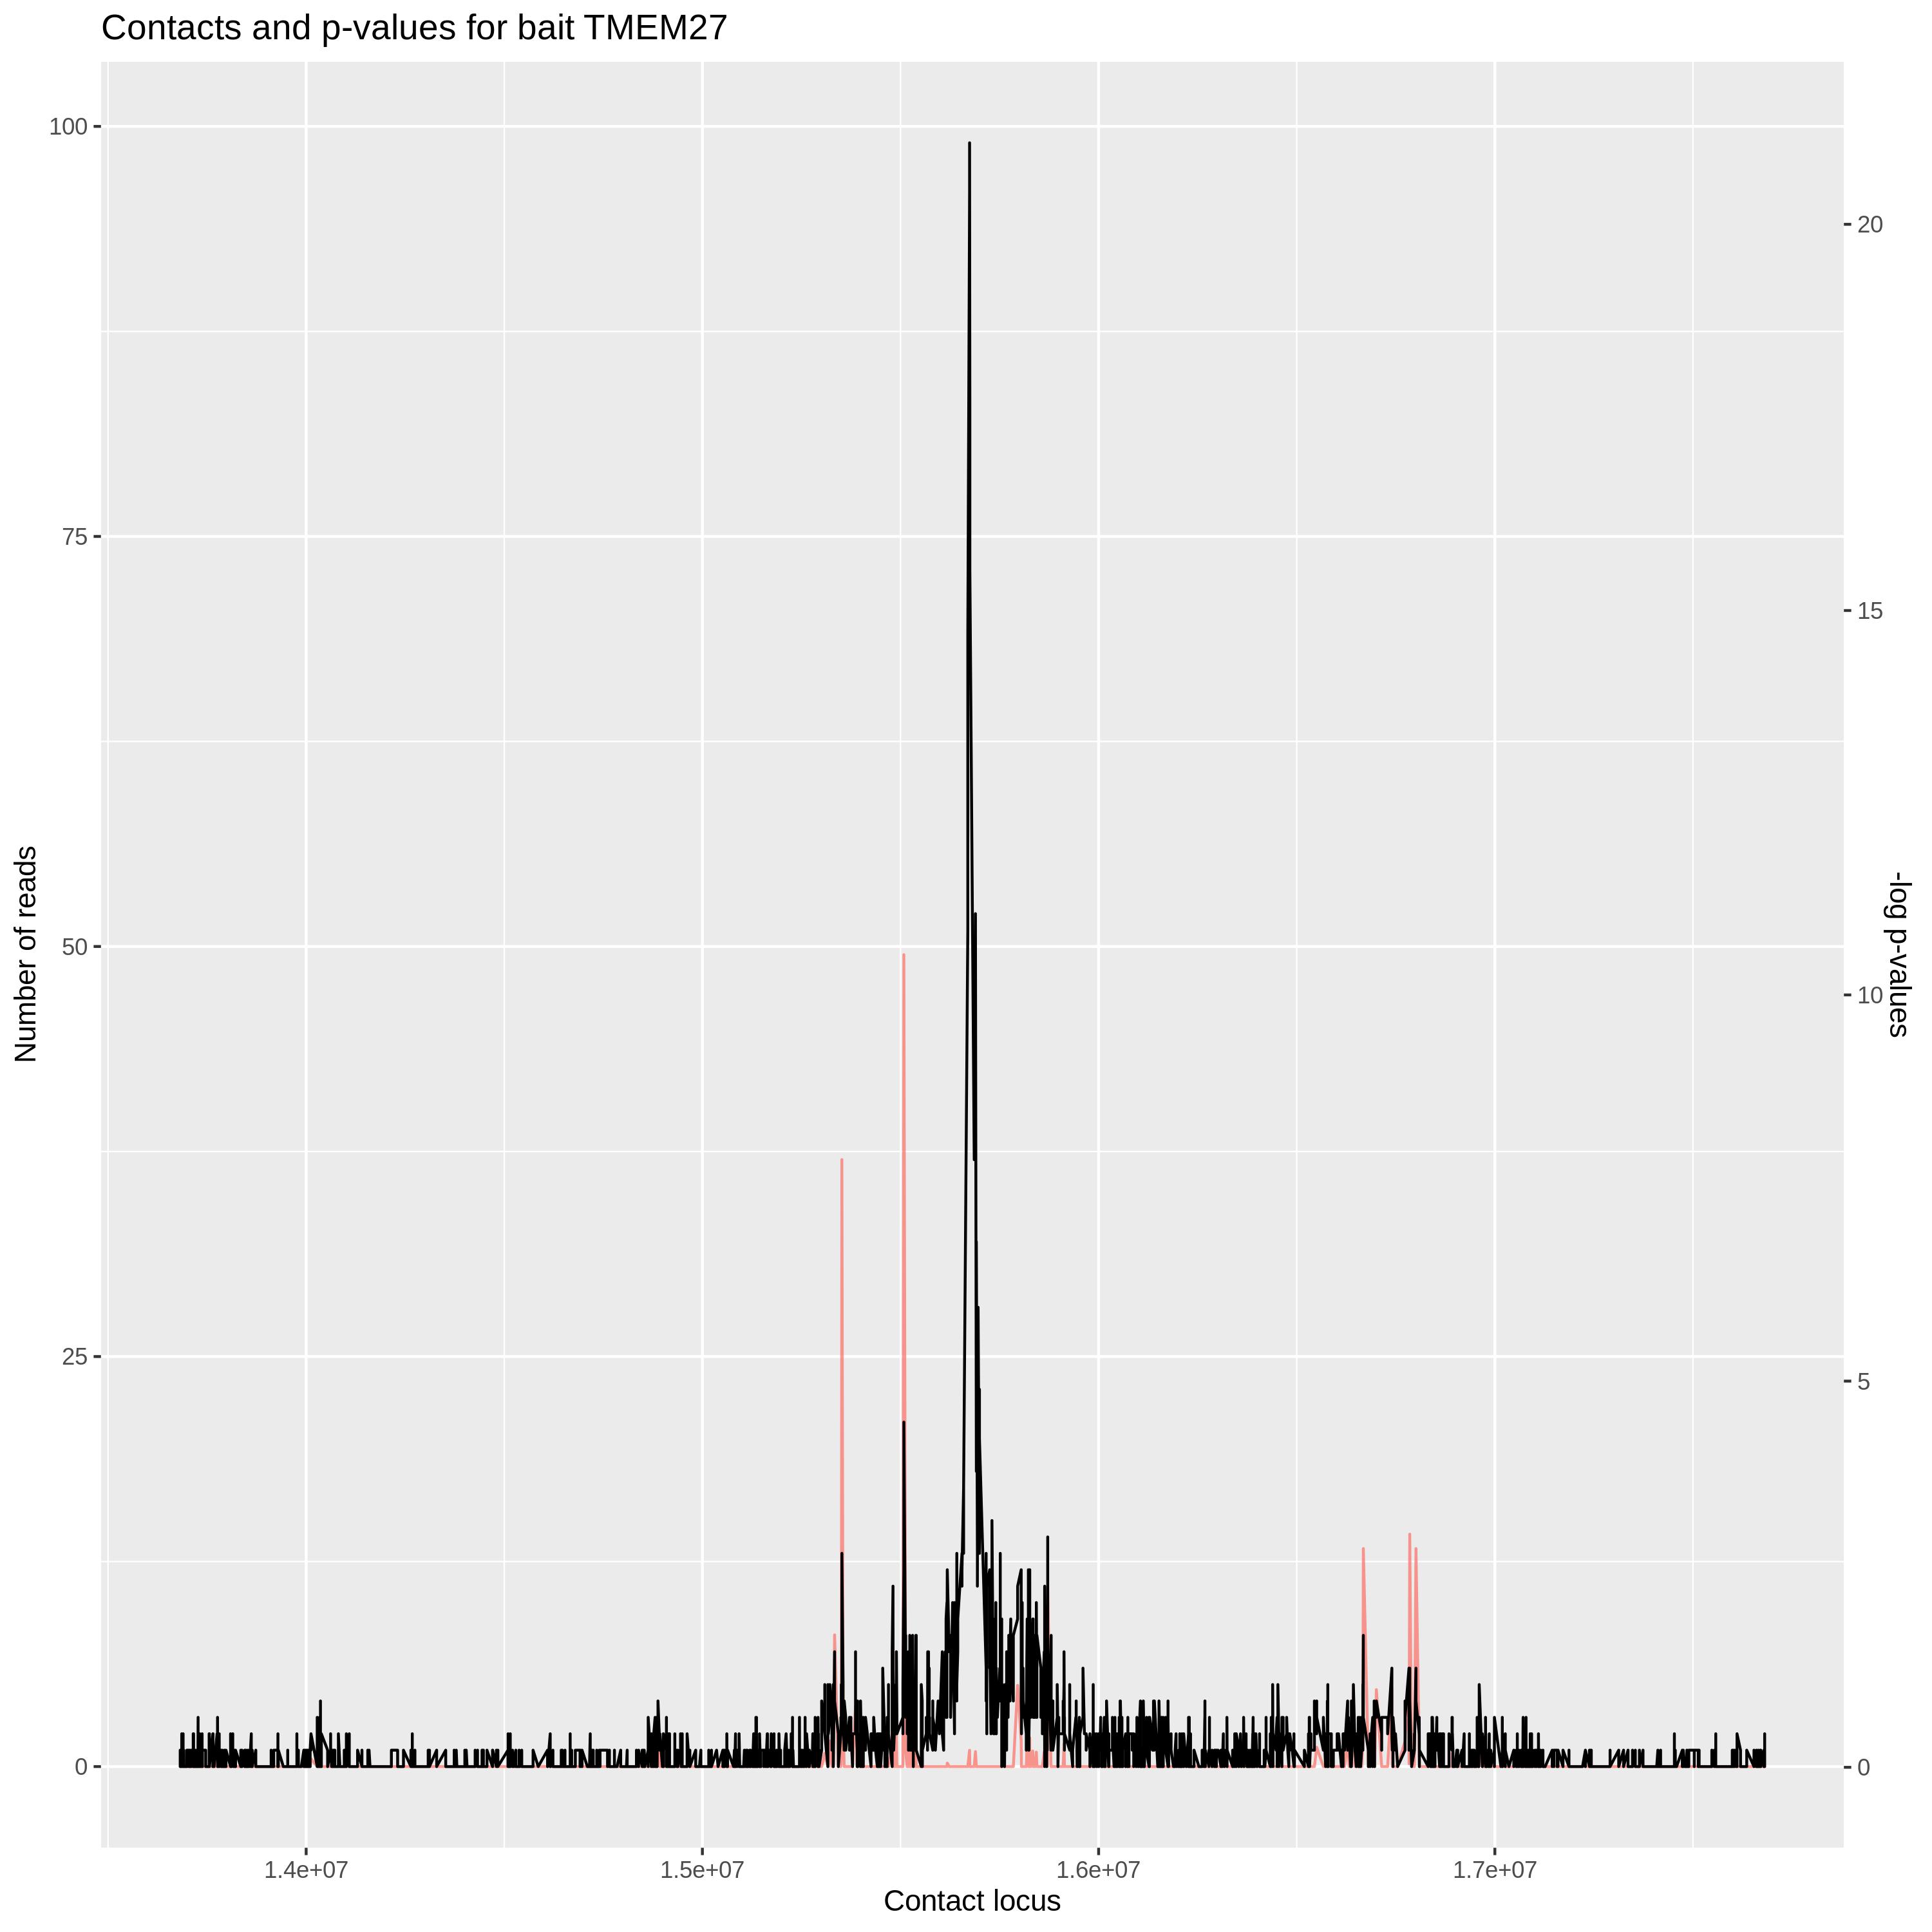 Contacts and p-values for bait TMEM27
100
75
50
25
0
Number of reads
20
15
10
5
0
-log p-values
1.4e+07
1.5e+07
1.6e+07
1.7e+07
Contact locus